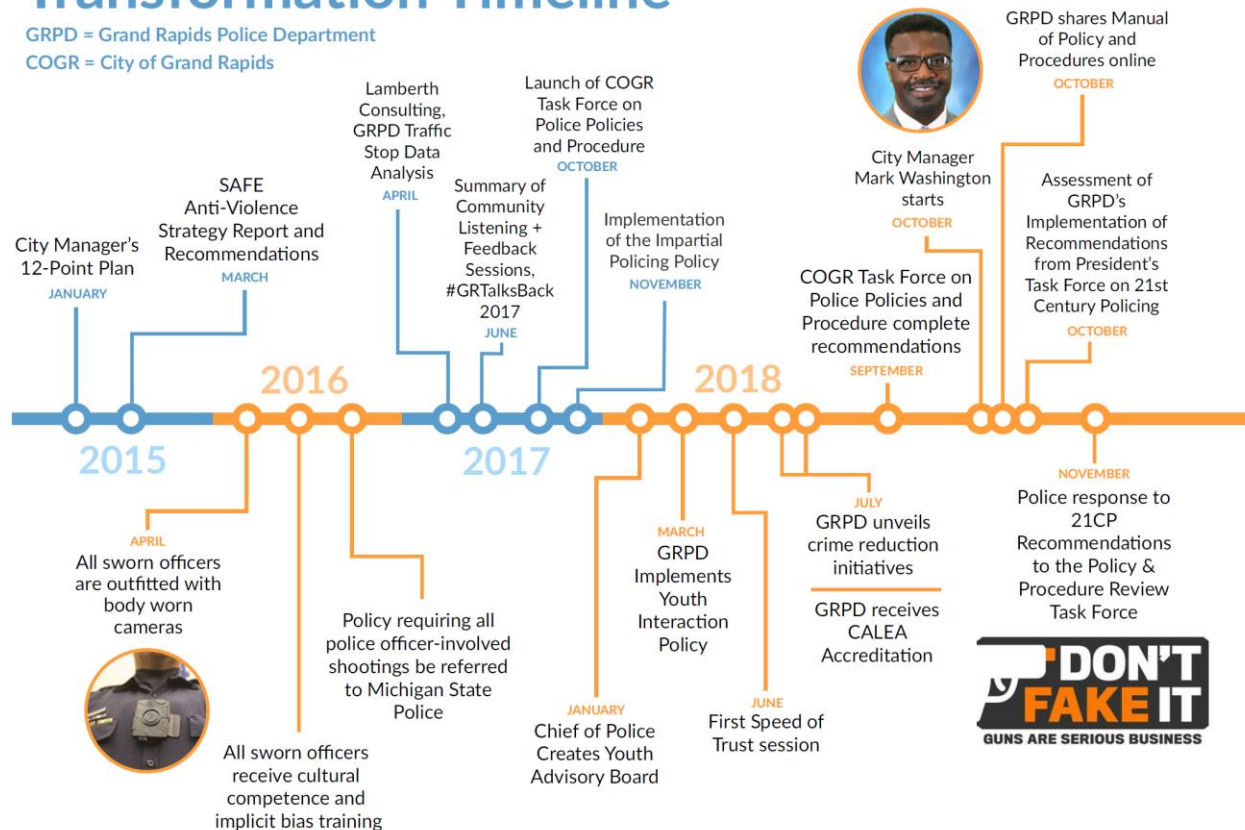 Transformation Timeline
GRPD = Grand Rapids Police Department
COGR = City of Grand Rapids
City Manager's
12-Point Plan
JANUARY
SAFE
Anti-Violence
Strategy Report and
Recommendations
MARCH
2015
2016
APRIL
All sworn officers
are outfitted with
body worn
cameras
All sworn officers
receive cultural
competence and
implicit bias training
Policy requiring all
police officer-involved
shootings be referred
to Michigan State
Police
Lamberth
Consulting,
GRPD Traffic
Stop Data
Analysis
APRIL
Summary of
Community
Listening +
Feedback
Sessions,
#GRTalksBack
2017
JUNE
Launch of COGR
Task Force on
Police Policies
and Procedure
OCTOBER
Implementation
of the Impartial
Policing Policy
NOVEMBER
2017
2018
JANUARY
Chief of Police
Creates Youth
Advisory Board
MARCH
GRPD
Implements
Youth
Interaction
Policy
JUNE
First Speed of
Trust session
JULY
GRPD unveils
crime reduction
initiatives
GRPD receives
CALEA
Accreditation
COGR Task Force on
Police Policies and
Procedure complete
recommendations
SEPTEMBER
City Manager
Mark Washington
starts
OCTOBER
GRPD shares Manual
of Policy and
Procedures online
OCTOBER
Assessment of
GRPD's
Implementation of
Recommendations
from President's
Task Force on 21st
Century Policing
OCTOBER
NOVEMBER
Police response to
21CP
Recommendations
to the Policy &
Procedure Review
Task Force
DON'T
FAKE IT
GUNS ARE SERIOUS BUSINESS